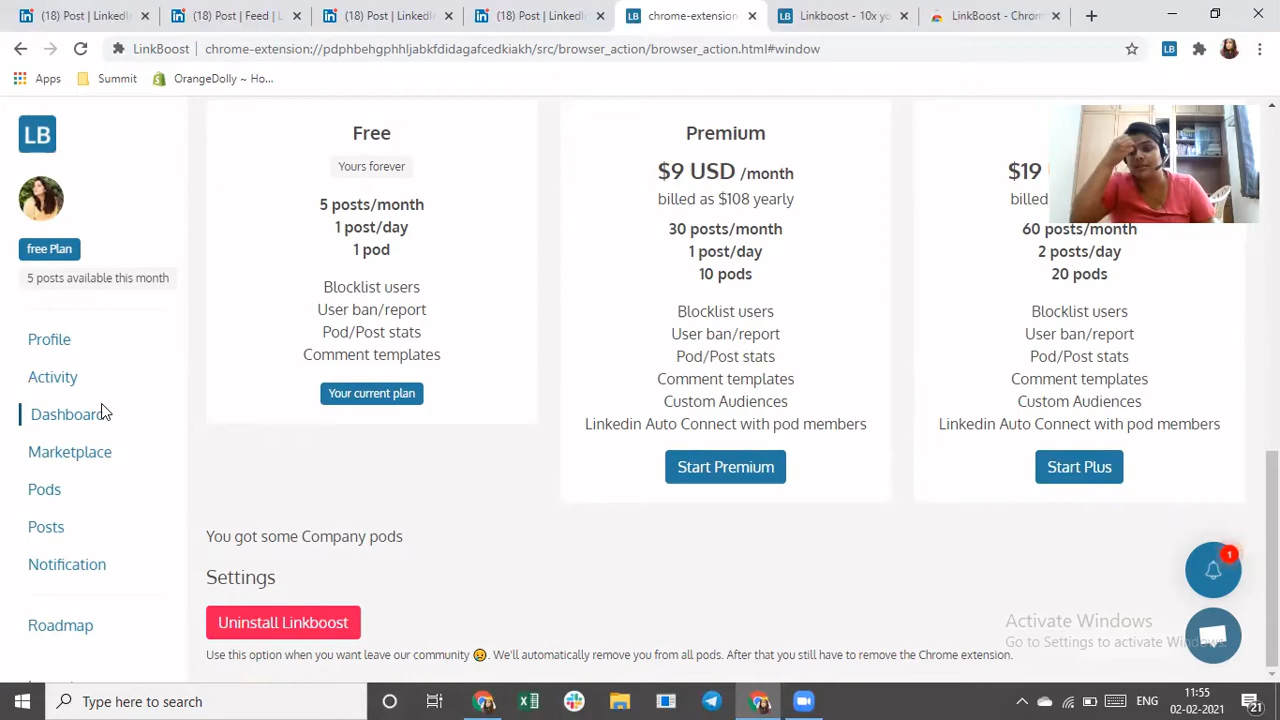 (18) Post | LinkedI
(18) Post | Feed | L
(18) Post | LinkedI
(18) Post | LinkedI
chrome-extension
Linkboost - 10x yo
LinkBoost - Chrom
LinkBoost
chrome-extension://pdphbehgphhljabkfdidagafcedkiakh/src/browser_action/browser_action.html#window
Apps
Summit
OrangeDolly ~ Ho...
LB
free Plan
5 posts available this month
Profile
Activity
Dashboard
Marketplace
Pods
Posts
Notification
Roadmap
Free
Yours forever
5 posts/month
1 post/day
1 pod
Blocklist users
User ban/report
Pod/Post stats
Comment templates
Your current plan
Premium
$9 USD /month
billed as $108 yearly
30 posts/month
1 post/day
10 pods
Blocklist users
User ban/report
Pod/Post stats
Comment templates
Custom Audiences
Linkedin Auto Connect with pod members
Start Premium
$19
billed
60 posts/month
2 posts/day
20 pods
Blocklist users
User ban/report
Pod/Post stats
Comment templates
Custom Audiences
Linkedin Auto Connect with pod members
Start Plus
You got some Company pods
Settings
Uninstall Linkboost
Use this option when you want leave our community 😣. We'll automatically remove you from all pods. After that you still have to remove the Chrome extension.
1
Activate Windows
Go to Settings to activate Windows.
Type here to search
ENG
11:55
02-02-2021
21